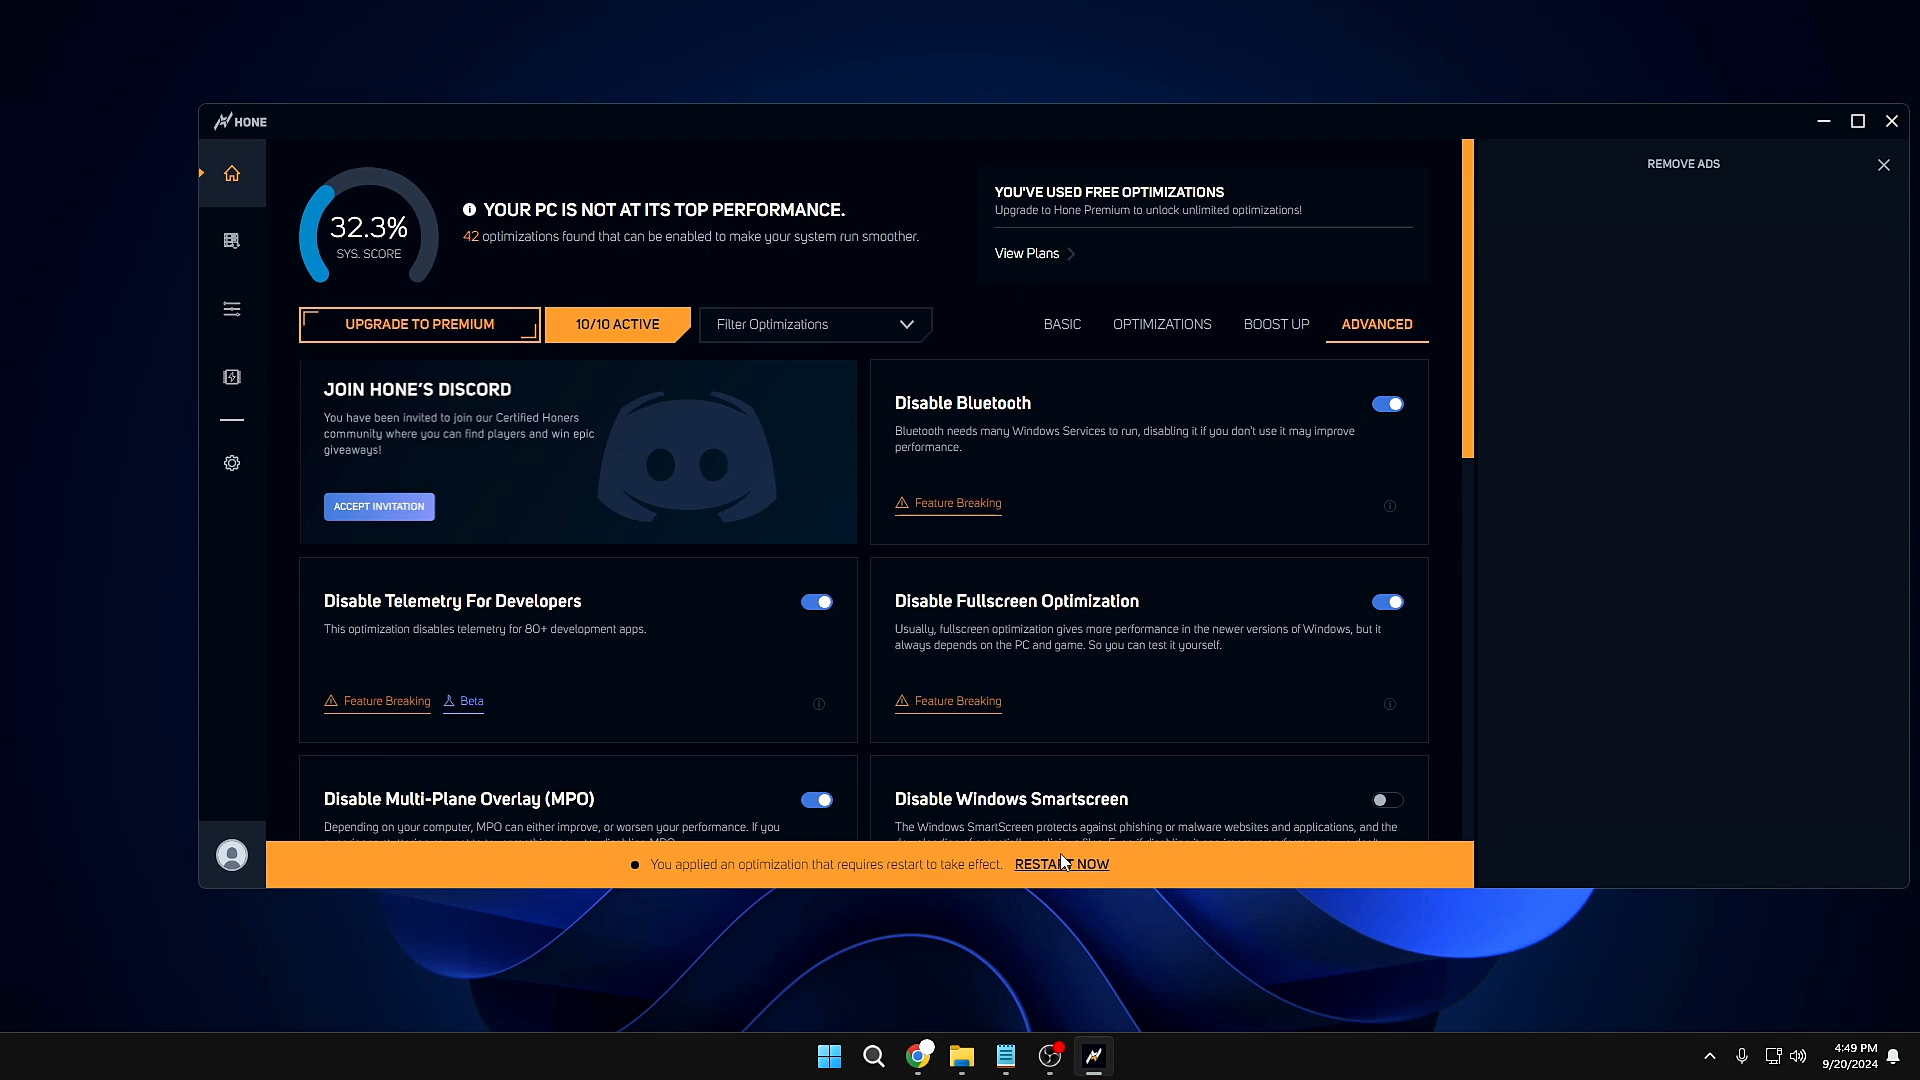 HONE
REMOVE ADS
32.3%
SYS. SCORE
YOUR PC IS NOT AT ITS TOP PERFORMANCE.
42 optimizations found that can be enabled to make your system run smoother.
YOU'VE USED FREE OPTIMIZATIONS
Upgrade to Hone Premium to unlock unlimited optimizations!
View Plans
UPGRADE TO PREMIUM
10/10 ACTIVE
Filter Optimizations
BASIC
OPTIMIZATIONS
BOOST UP
ADVANCED
JOIN HONE'S DISCORD
You have been invited to join our Certified Honers
community where you can find players and win epic
giveaways!
ACCEPT INVITATION
Disable Bluetooth
Bluetooth needs many Windows Services to run, disabling it if you don't use it may improve
performance.
Feature Breaking
Disable Telemetry For Developers
This optimization disables telemetry for 80+ development apps.
Feature Breaking
Beta
Disable Fullscreen Optimization
Usually, fullscreen optimization gives more performance in the newer versions of Windows, but it
always depends on the PC and game. So you can test it yourself.
Feature Breaking
Disable Multi-Plane Overlay (MPO)
Depending on your computer, MPO can either improve, or worsen your performance. If you
Disable Windows Smartscreen
The Windows SmartScreen protects against phishing or malware websites and applications, and the
You applied an optimization that requires restart to take effect.
RESTART NOW
4:49 PM
9/20/2024